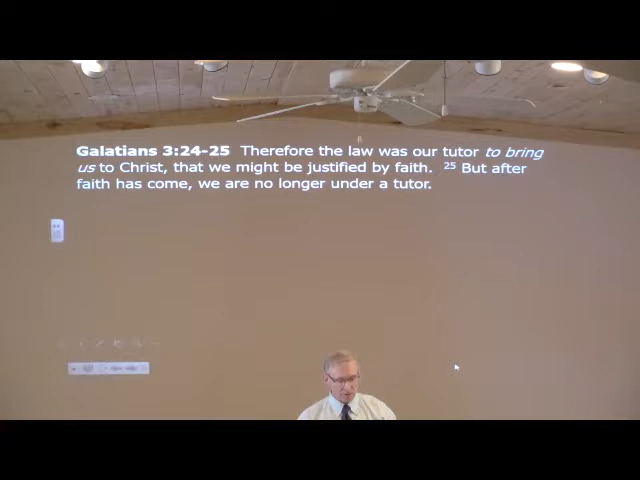 Galatians 3:24-25 Therefore the law was our tutor to bring
us to Christ, that we might be justified by faith. 25 But after
faith has come, we are no longer under a tutor.